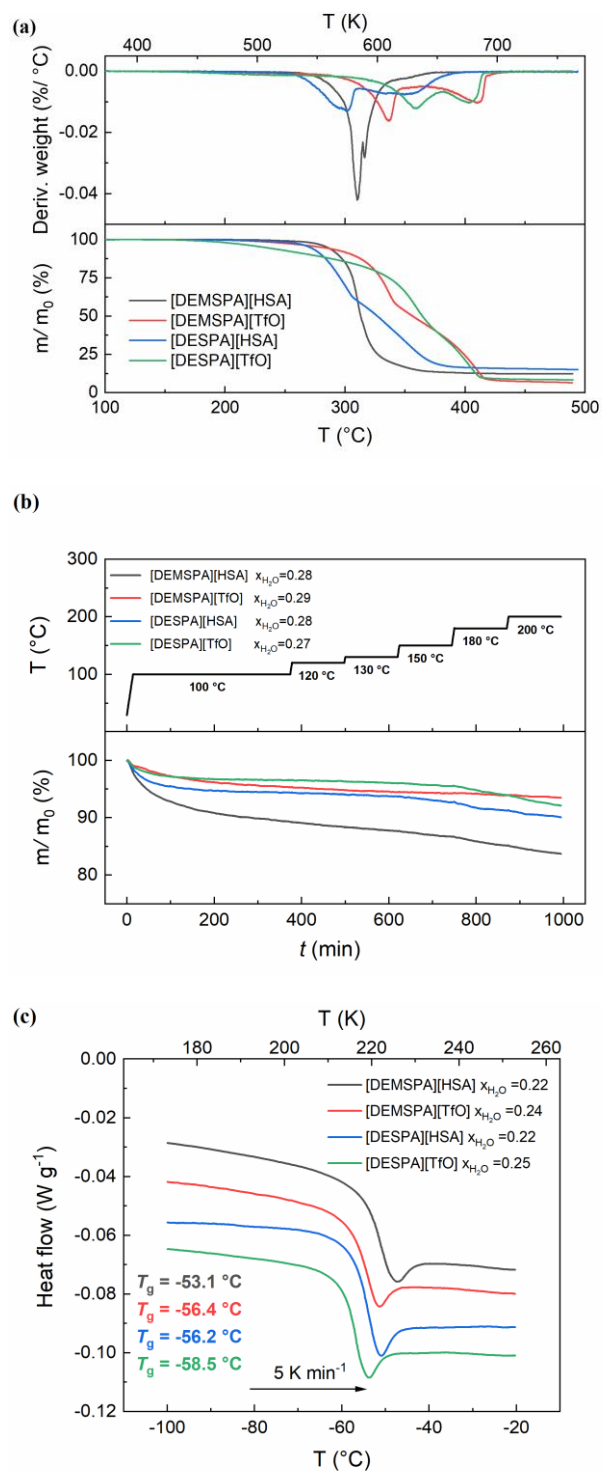 (a)
T (K)
400 500 600 700
0.00
-0.02
-0.04
Deriv. weight (%/ °C)
100
75
50
25
0
m/ m0 (%)
[DEMSPA][HSA]
[DEMSPA][TfO]
[DESPA][HSA]
[DESPA][TfO]
100 200 300 400 500
T (°C)
(b)
300
200
100
T (°C)
[DEMSPA][HSA] xH2O=0.28
[DEMSPA][TfO] xH2O=0.29
[DESPA][HSA] xH2O=0.28
[DESPA][TfO] xH2O=0.27
100 °C 120 °C 130 °C 150 °C 180 °C 200 °C
100
90
80
m/ m0 (%)
0 200 400 600 800 1000
t (min)
(c)
T (K)
180 200 220 240 260
0.00
-0.02
-0.04
-0.06
-0.08
-0.10
-0.12
Heat flow (W g-1)
[DEMSPA][HSA] xH2O =0.22
[DEMSPA][TfO] xH2O =0.24
[DESPA][HSA] xH2O =0.22
[DESPA][TfO] xH2O =0.25
Tg = -53.1 °C
Tg = -56.4 °C
Tg = -56.2 °C
Tg = -58.5 °C
5 K min-1
-100 -80 -60 -40 -20
T (°C)